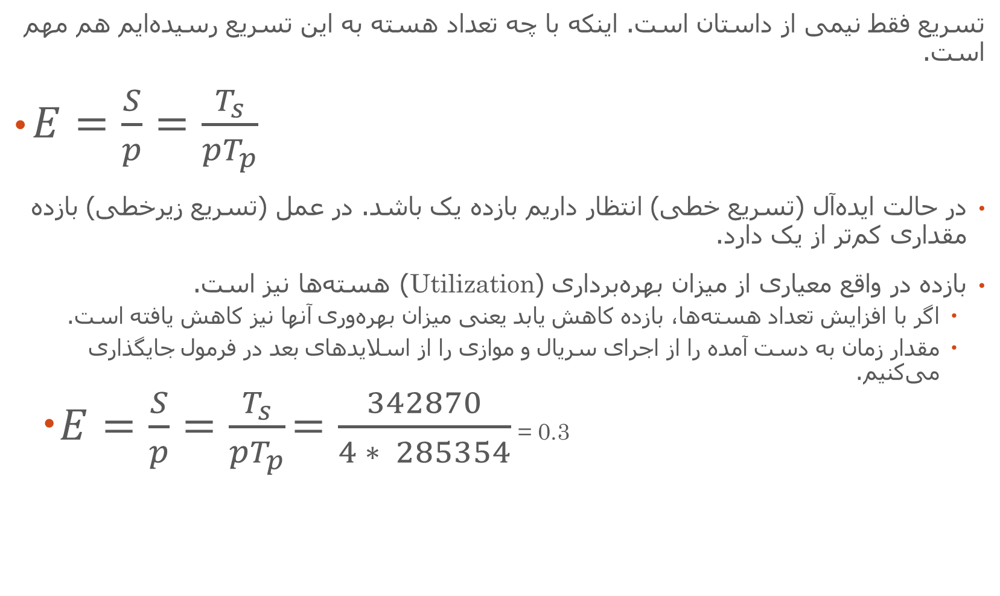 تسریع فقط نیمی از داستان است. اینکه با چه تعداد هسته به این تسریع رسیده‌ایم هم مهم
است.
• E = S/p = T_s/pT_p
• در حالت ایده‌آل (تسریع خطی) انتظار داریم بازده یک باشد. در عمل (تسریع زیرخطی) بازده
مقداری کم‌تر از یک دارد.
• بازده در واقع معیاری از میزان بهره‌برداری (Utilization) هسته‌ها نیز است.
• اگر با افزایش تعداد هسته‌ها، بازده کاهش یابد یعنی میزان بهره‌وری آنها نیز کاهش یافته است.
• مقدار زمان به دست آمده را از اجرای سریال و موازی را از اسلایدهای بعد در فرمول جایگذاری
می‌کنیم.
• E = S/p = T_s/pT_p = 342870/4 * 285354 = 0.3